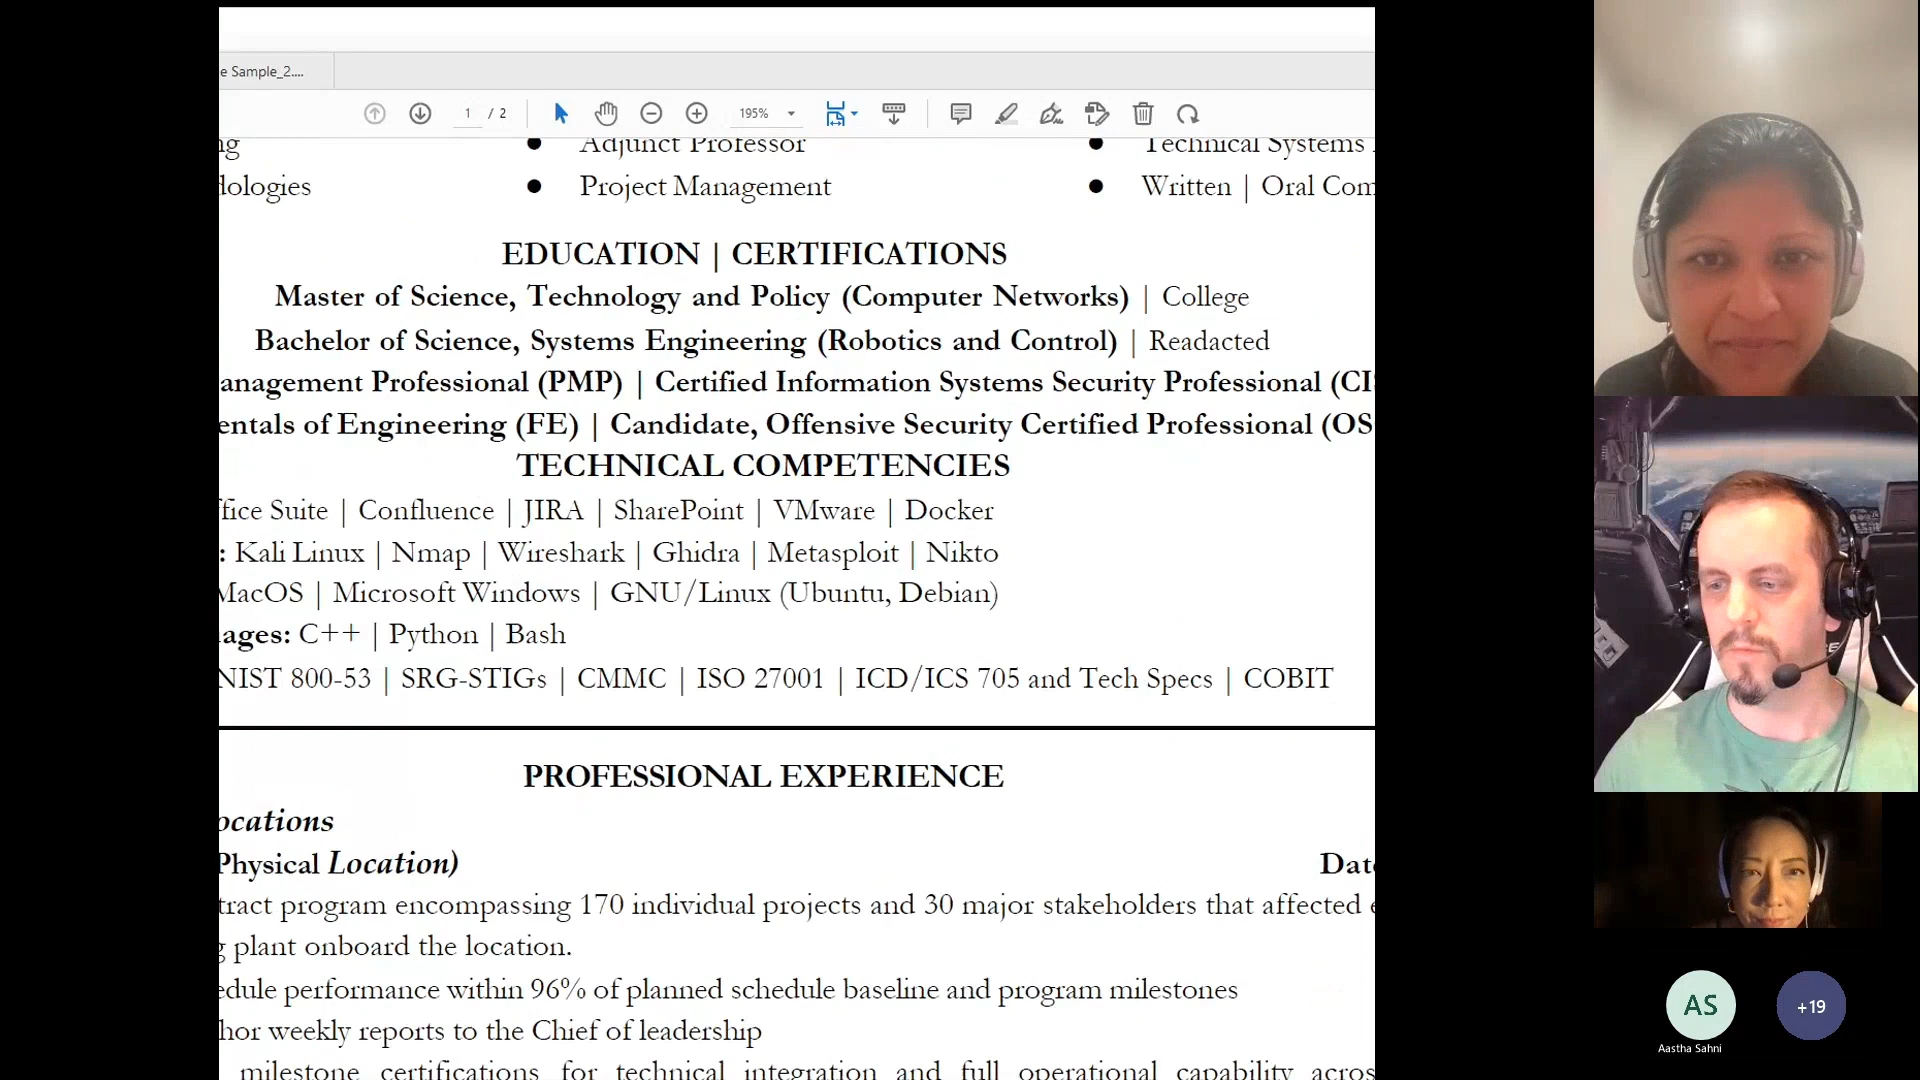 e Sample_2....
1 / 2 195%
ng • Adjunct Professor • Technical Systems
dologies • Project Management • Written | Oral Com
EDUCATION | CERTIFICATIONS
Master of Science, Technology and Policy (Computer Networks) | College
Bachelor of Science, Systems Engineering (Robotics and Control) | Readacted
anagement Professional (PMP) | Certified Information Systems Security Professional (CIS
entals of Engineering (FE) | Candidate, Offensive Security Certified Professional (OS
TECHNICAL COMPETENCIES
ffice Suite | Confluence | JIRA | SharePoint | VMware | Docker
: Kali Linux | Nmap | Wireshark | Ghidra | Metasploit | Nikto
MacOS | Microsoft Windows | GNU/Linux (Ubuntu, Debian)
ages: C++ | Python | Bash
NIST 800-53 | SRG-STIGs | CMMC | ISO 27001 | ICD/ICS 705 and Tech Specs | COBIT
PROFESSIONAL EXPERIENCE
ocations
Physical Location) Date
tract program encompassing 170 individual projects and 30 major stakeholders that affected e
g plant onboard the location.
edule performance within 96% of planned schedule baseline and program milestones
hor weekly reports to the Chief of leadership
milestone certifications for technical integration and full operational capability acros
AS
+19
Aastha Sahni